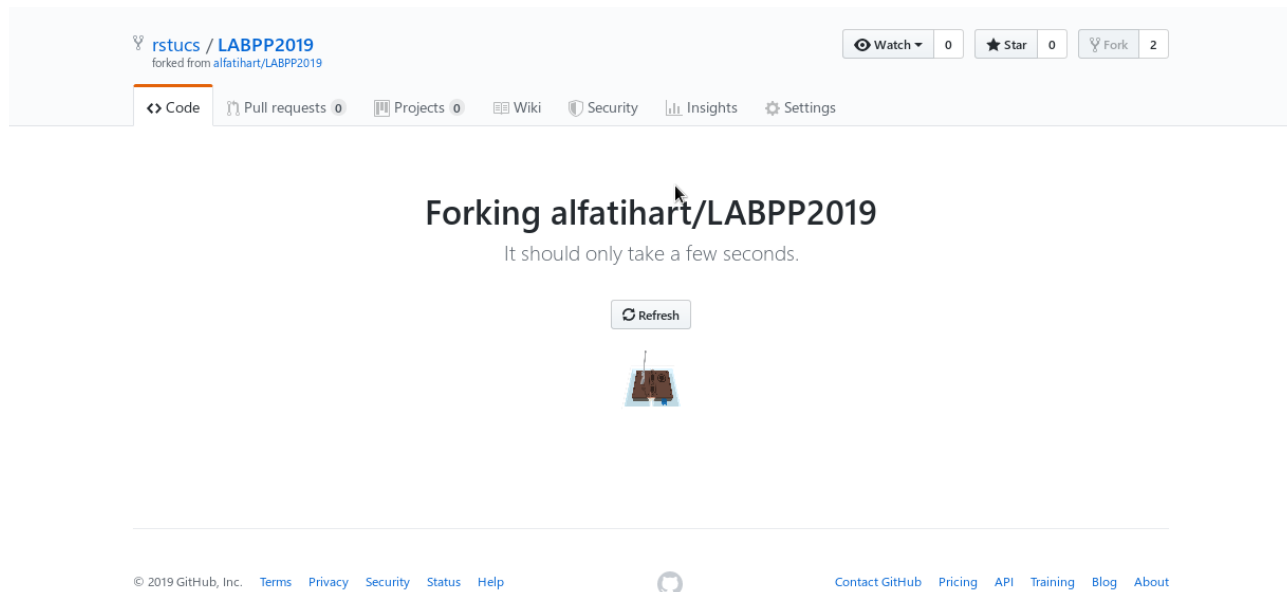 rstucs / LABPP2019
forked from alfatihart/LABPP2019
Watch 0 Star 0 Fork 2
Code Pull requests 0 Projects 0 Wiki Security Insights Settings
Forking alfatihart/LABPP2019
It should only take a few seconds.
Refresh
© 2019 GitHub, Inc. Terms Privacy Security Status Help Contact GitHub Pricing API Training Blog About